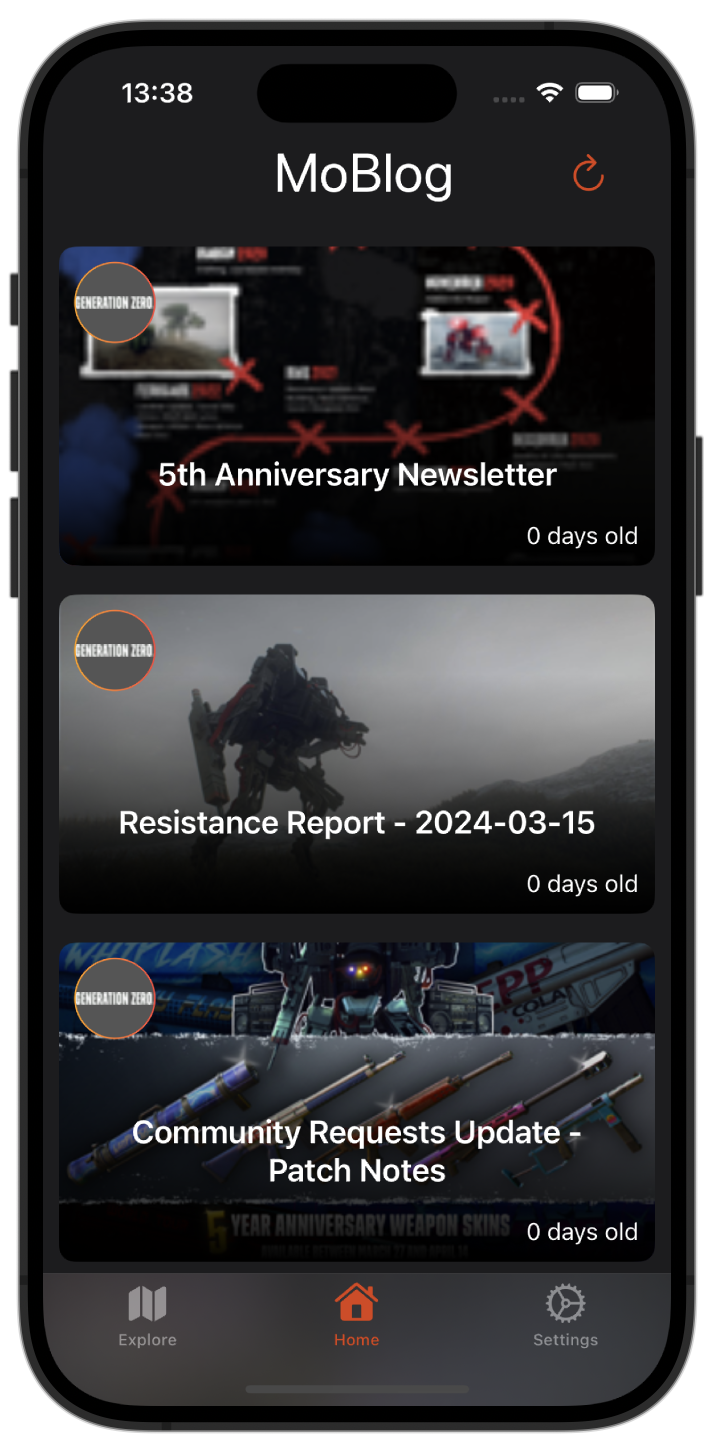 13:38
MoBlog
GENERATION ZERO
5th Anniversary Newsletter
0 days old
GENERATION ZERO
Resistance Report - 2024-03-15
0 days old
WHIPLASH
GENERATION ZERO
COLA
Community Requests Update -
Patch Notes
5 YEAR ANNIVERSARY WEAPON SKINS
0 days old
Explore
Home
Settings